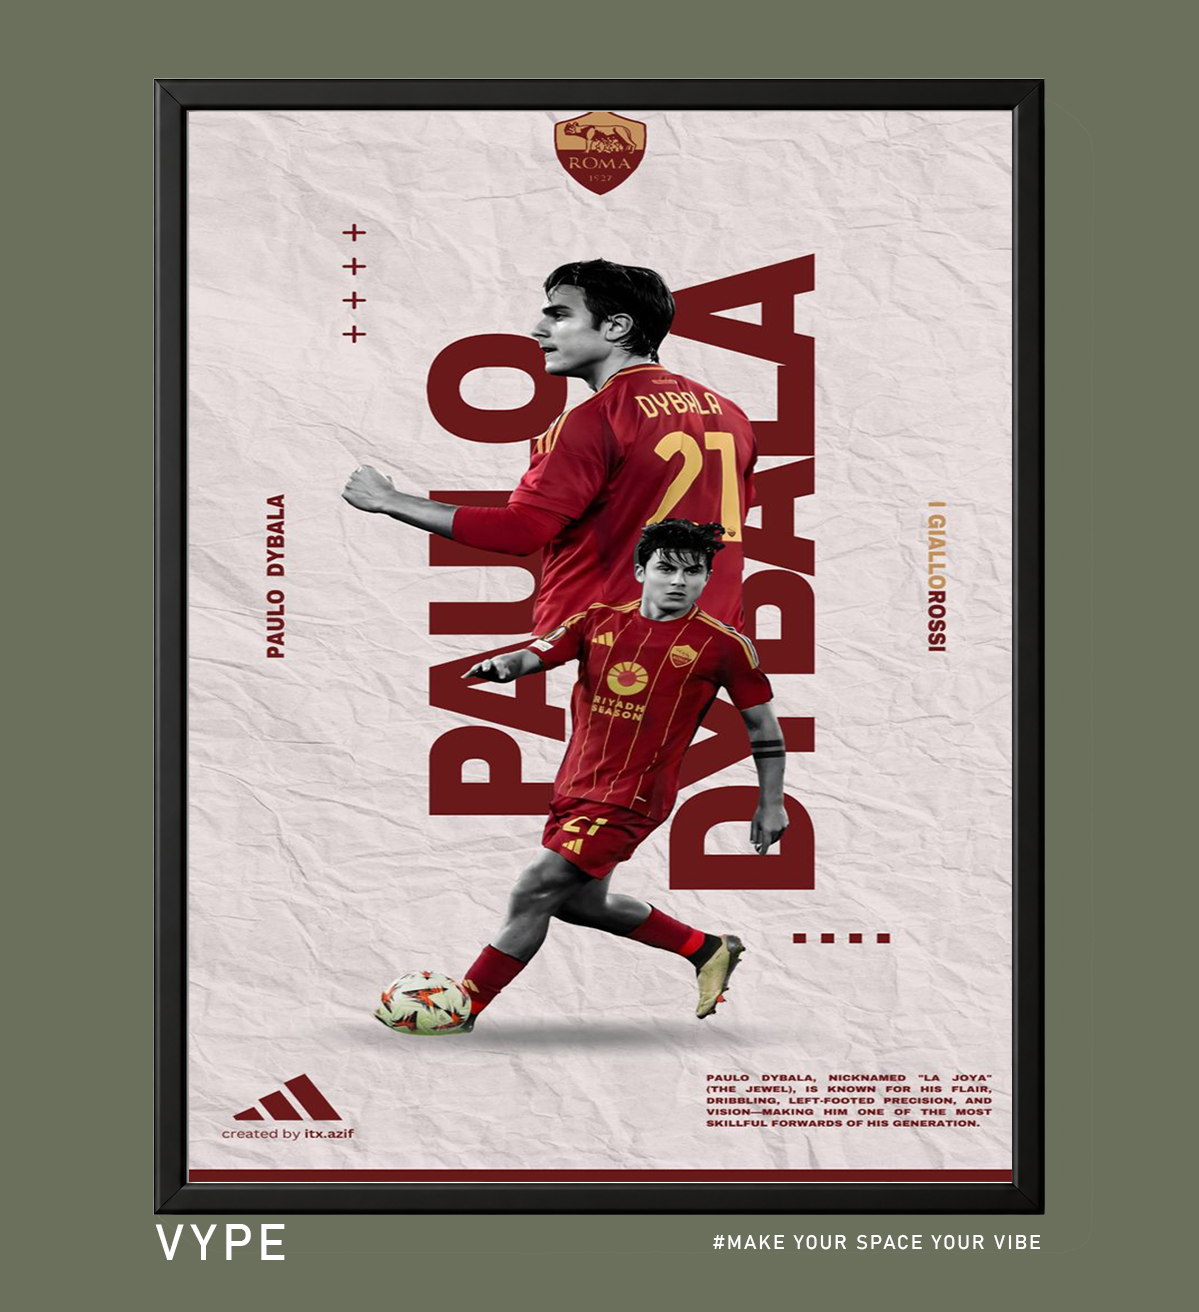 ROMA
1927
PAULO
DYBALA
DYBALA
21
PAULO DYBALA
I GIALLOROSSI
RIYADH
SEASON
21
PAULO DYBALA, NICKNAMED "LA JOYA"
(THE JEWEL), IS KNOWN FOR HIS FLAIR,
DRIBBLING, LEFT-FOOTED PRECISION, AND
VISION—MAKING HIM ONE OF THE MOST
SKILLFUL FORWARDS OF HIS GENERATION.
created by itx.azif
VYPE
#MAKE YOUR SPACE YOUR VIBE